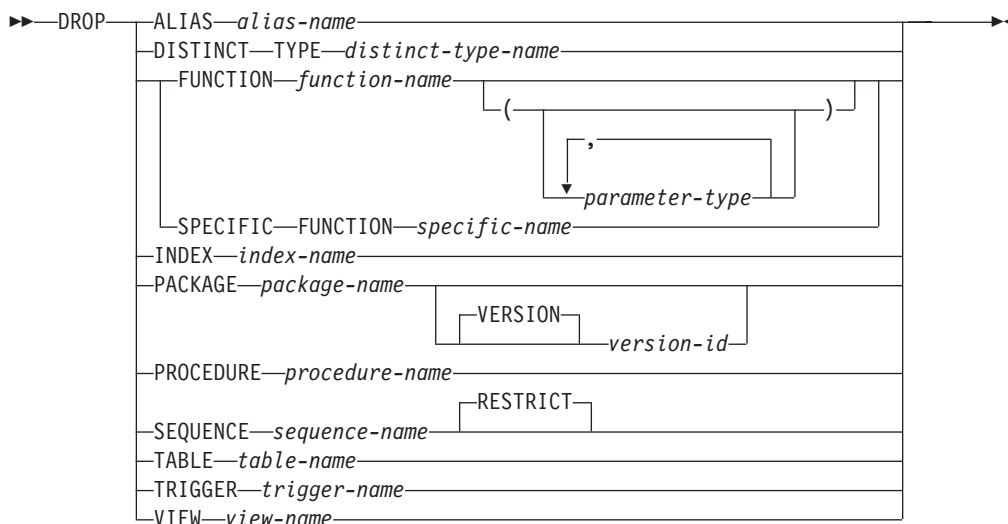 DROP ALIAS alias-name
DISTINCT TYPE distinct-type-name
FUNCTION function-name
( )
,
parameter-type
SPECIFIC FUNCTION specific-name
INDEX index-name
PACKAGE package-name
VERSION
version-id
PROCEDURE procedure-name
RESTRICT
SEQUENCE sequence-name
TABLE table-name
TRIGGER trigger-name
VIEW view-name